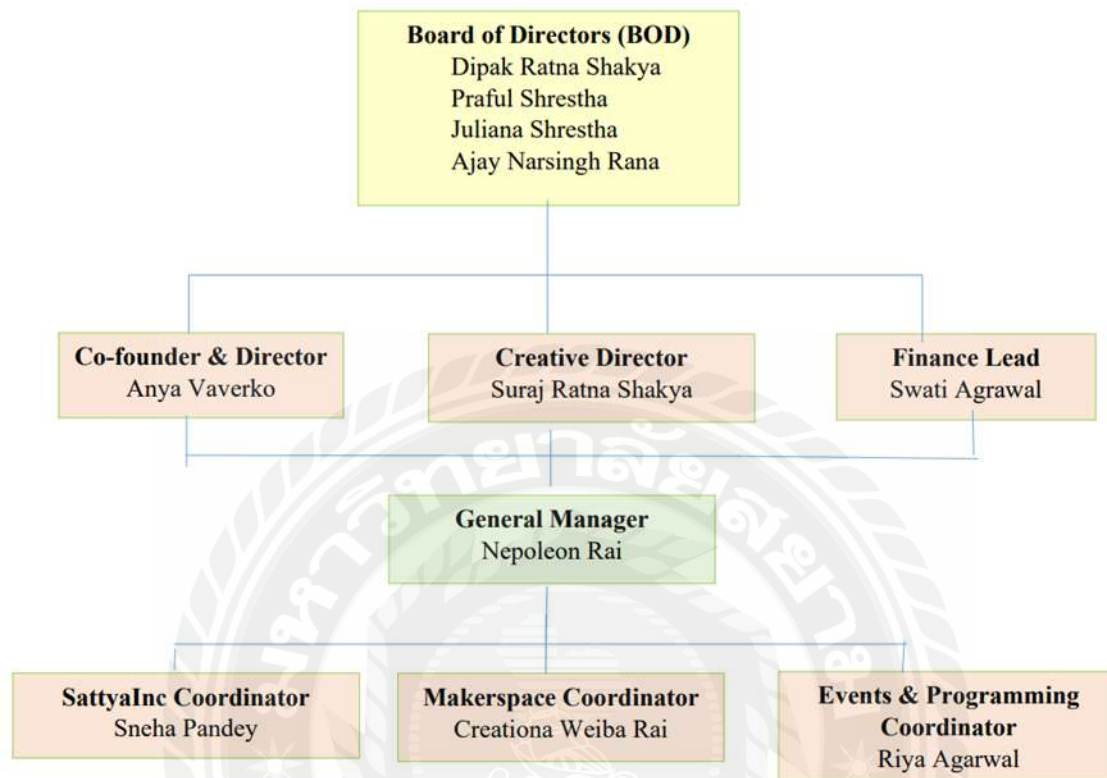 Board of Directors (BOD)
Dipak Ratna Shakya
Praful Shrestha
Juliana Shrestha
Ajay Narsingh Rana
Co-founder & Director
Anya Vaverko
Creative Director
Suraj Ratna Shakya
Finance Lead
Swati Agrawal
General Manager
Nepoleon Rai
SattyaInc Coordinator
Sneha Pandey
Makerspace Coordinator
Creationa Weiba Rai
Events & Programming
Coordinator
Riya Agarwal